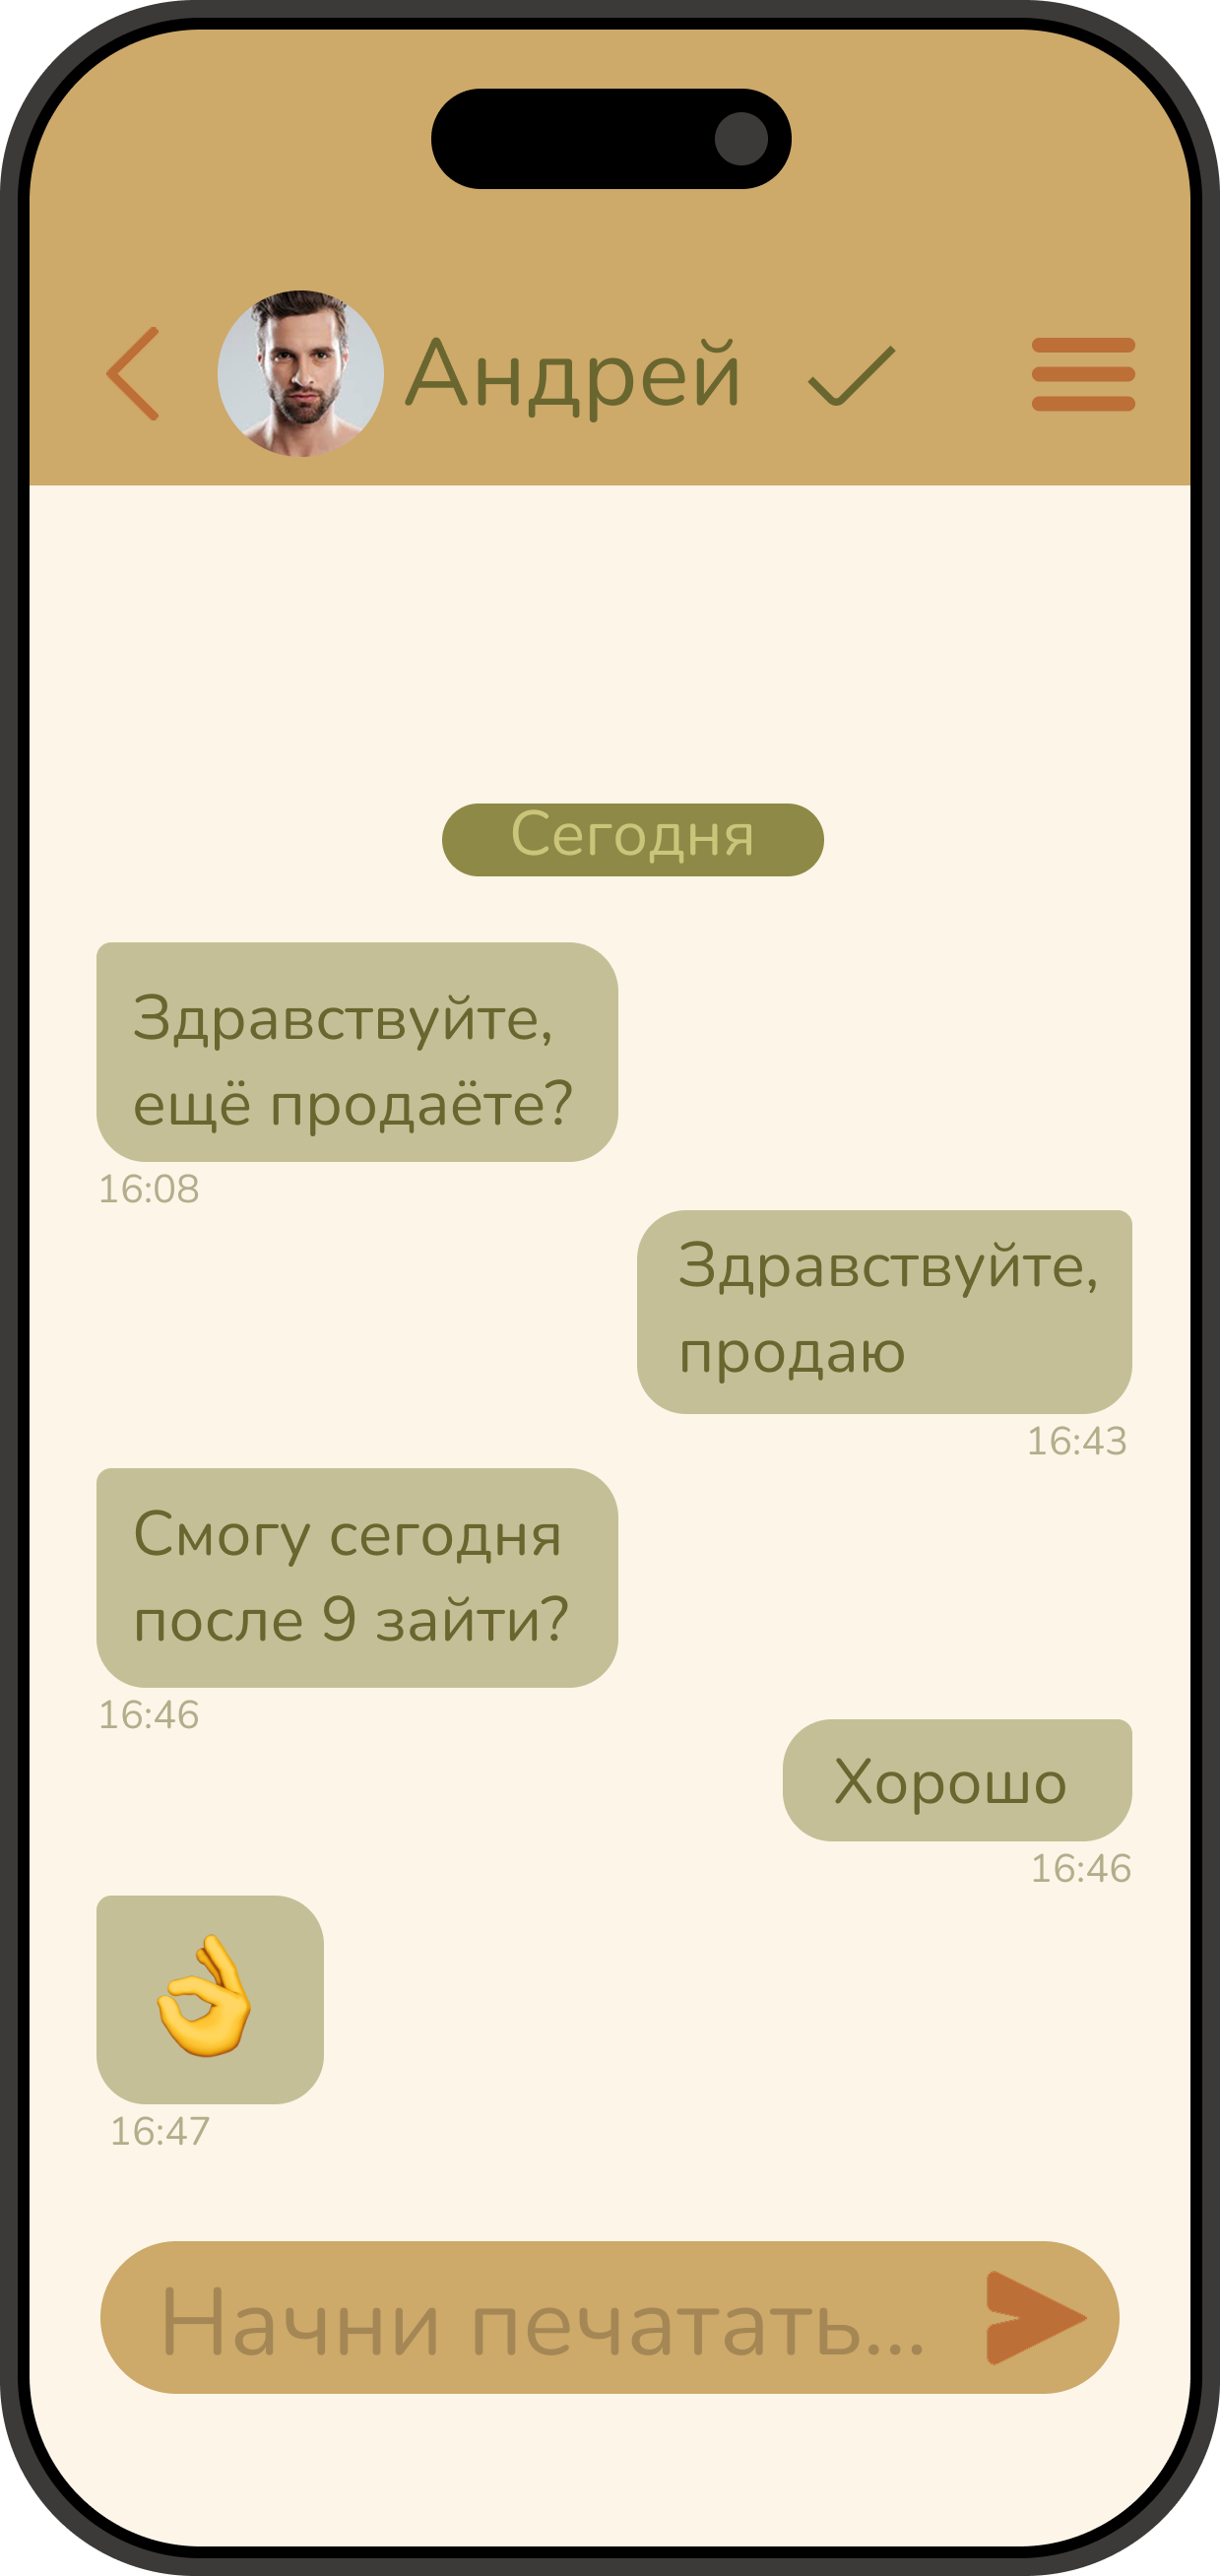 Андрей
Сегодня
Здравствуйте,
ещё продаёте?
16:08
Здравствуйте,
продаю
16:43
Смогу сегодня
после 9 зайти?
16:46
Хорошо
16:46
👌
16:47
Начни печатать...